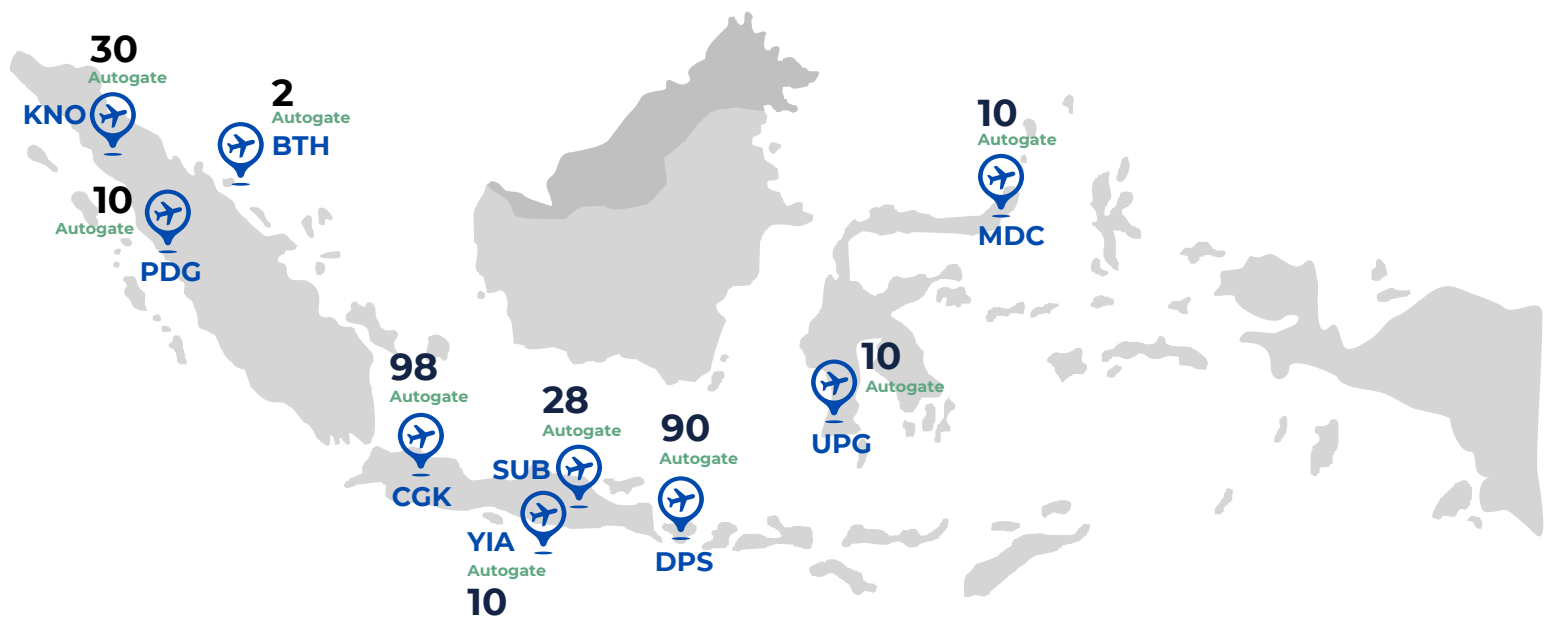 30
Autogate
KNO
2
Autogate
BTH
10
Autogate
PDG
10
Autogate
MDC
98
Autogate
CGK
28
Autogate
SUB
YIA
Autogate
10
90
Autogate
DPS
10
Autogate
UPG